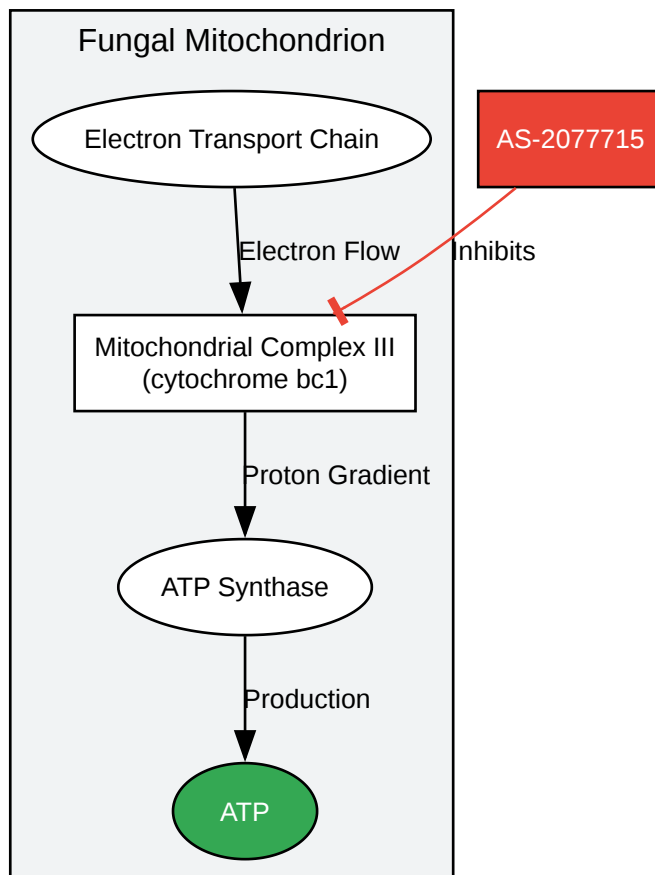 Fungal Mitochondrion
Electron Transport Chain
AS-2077715
Electron Flow
Inhibits
Mitochondrial Complex III
(cytochrome bc1)
Proton Gradient
ATP Synthase
Production
ATP